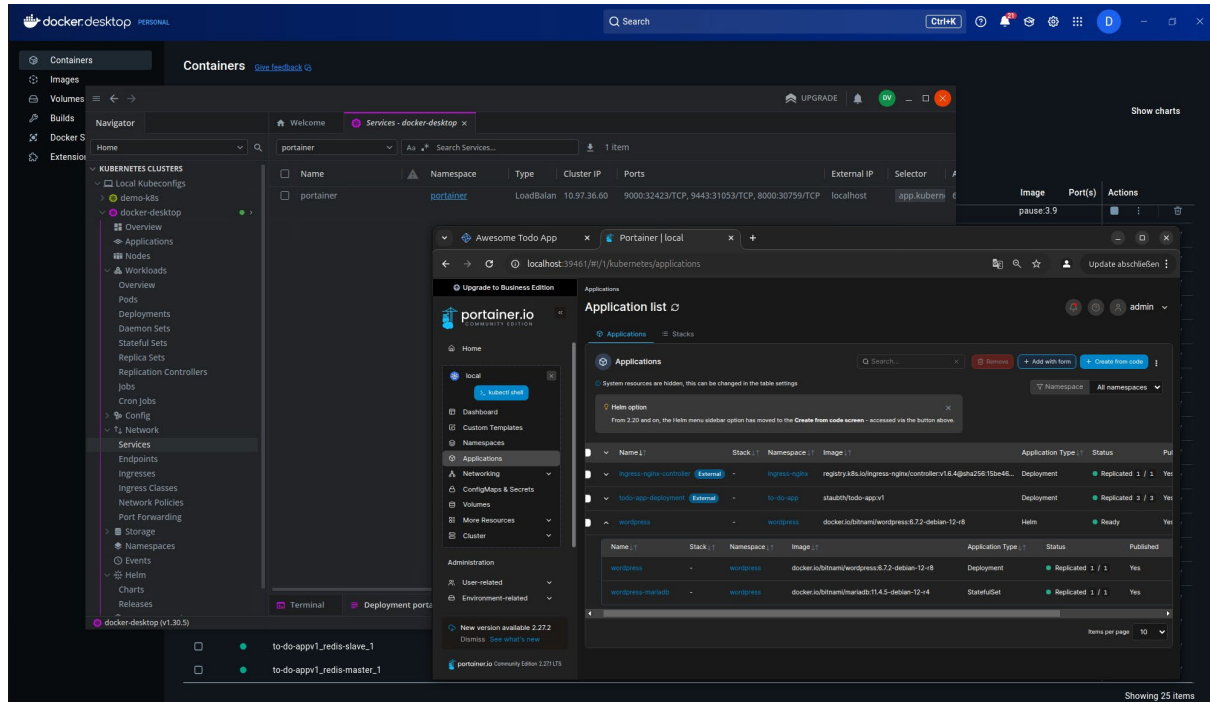 docker desktop PERSONAL
Search
Ctrl+K
21
D
Containers
Images
Volumes
Builds
Docker S
Extension
Containers Give feedback
Show charts
UPGRADE
DV
Navigator
Welcome
Services - docker-desktop ×
Home
portainer
Aa .* Search Services...
1 item
KUBERNETES CLUSTERS
Local Kubeconfigs
demo-k8s
docker-desktop
Overview
Applications
Nodes
Workloads
Overview
Pods
Deployments
Daemon Sets
Stateful Sets
Replica Sets
Replication Controllers
Jobs
Cron Jobs
Config
Network
Services
Endpoints
Ingresses
Ingress Classes
Network Policies
Port Forwarding
Storage
Namespaces
Events
Helm
Charts
Releases
docker-desktop (v1.30.5)
Name Namespace Type Cluster IP Ports External IP Selector
portainer portainer LoadBalan 10.97.36.60 9000:32423/TCP, 9443:31053/TCP, 8000:30759/TCP localhost app.kubern
Terminal
Deployment porta
Image Port(s) Actions
pause:3.9
Awesome Todo App ×
Portainer | local ×
localhost:39461/#!/1/kubernetes/applications
Update abschließen
Upgrade to Business Edition
portainer.io
COMMUNITY EDITION
Home
local
>_ kubectl shell
Dashboard
Custom Templates
Namespaces
Applications
Networking
ConfigMaps & Secrets
Volumes
More Resources
Cluster
Administration
User-related
Environment-related
New version available 2.27.2
Dismiss See what's new
portainer.io Community Edition 2.27.1 LTS
Applications
Application list
admin
Applications Stacks
Applications
Search...
Remove
+ Add with form
+ Create from code
System resources are hidden, this can be changed in the table settings
Namespace All namespaces
Helm option
From 2.20 and on, the Helm menu sidebar option has moved to the Create from code screen - accessed via the button above.
Name Stack Namespace Image Application Type Status Pul
ingress-nginx-controller External - ingress-nginx registry.k8s.io/ingress-nginx/controller:v1.6.4@sha256:15be46... Deployment Replicated 1 / 1 Yes
todo-app-deployment External - to-do-app staubth/todo-app:v1 Deployment Replicated 3 / 3 Yes
wordpress - wordpress docker.io/bitnami/wordpress:6.7.2-debian-12-r8 Helm Ready Yes
Name Stack Namespace Image Application Type Status Published
wordpress - wordpress docker.io/bitnami/wordpress:6.7.2-debian-12-r8 Deployment Replicated 1 / 1 Yes
wordpress-mariadb - wordpress docker.io/bitnami/mariadb:11.4.5-debian-12-r4 StatefulSet Replicated 1 / 1 Yes
Items per page 10
to-do-appv1_redis-slave_1
to-do-appv1_redis-master_1
Showing 25 items